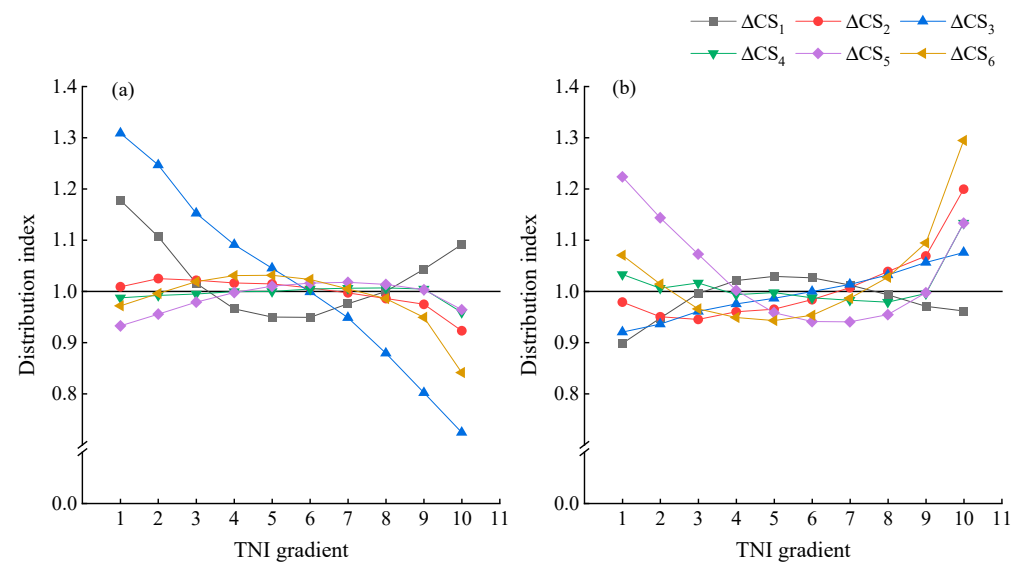 ΔCS₁ ΔCS₂ ΔCS₃
ΔCS₄ ΔCS₅ ΔCS₆
(a)
1.4
1.3
1.2
1.1
1.0
0.9
0.8
0.0
Distribution index
1 2 3 4 5 6 7 8 9 10 11
TNI gradient
(b)
1.4
1.3
1.2
1.1
1.0
0.9
0.8
0.0
Distribution index
1 2 3 4 5 6 7 8 9 10 11
TNI gradient